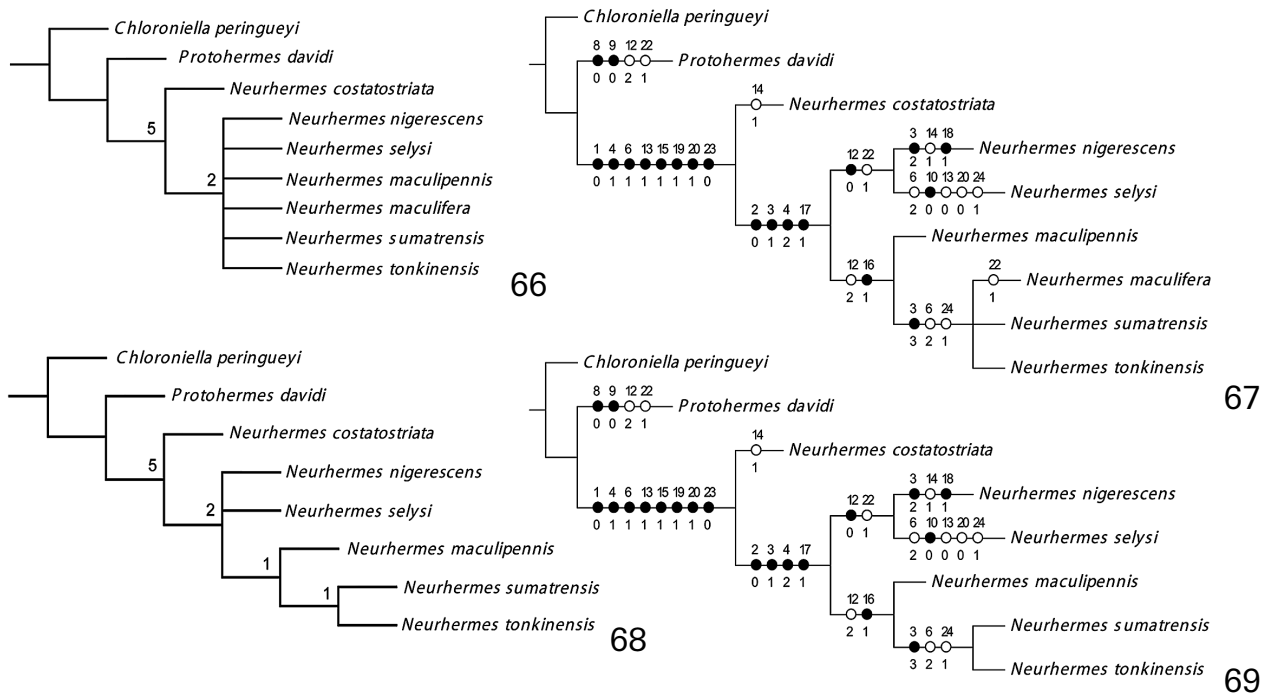 Chloroniella peringueyi
Protohermes davidi
5
Neurhermes costatostriata
2
Neurhermes nigerescens
Neurhermes selysi
Neurhermes maculipennis
Neurhermes maculifera
Neurhermes sumatrensis
Neurhermes tonkinensis
66
Chloroniella peringueyi
8 9 12 22
Protohermes davidi
0 0 2 1
14
Neurhermes costatostriata
1
1 4 6 13 15 19 20 23
0 1 1 1 1 1 1 0
3 14 18
Neurhermes nigerescens
2 1 1
12 22
0 1
6 10 13 20 24
Neurhermes selysi
2 0 0 0 1
2 3 4 17
0 1 2 1
Neurhermes maculipennis
12 16
2 1
22
Neurhermes maculifera
1
3 6 24
Neurhermes sumatrensis
3 2 1
Neurhermes tonkinensis
67
Chloroniella peringueyi
Protohermes davidi
5
Neurhermes costatostriata
2
Neurhermes nigerescens
Neurhermes selysi
1
Neurhermes maculipennis
1
Neurhermes sumatrensis
Neurhermes tonkinensis
68
Chloroniella peringueyi
8 9 12 22
Protohermes davidi
0 0 2 1
14
Neurhermes costatostriata
1
1 4 6 13 15 19 20 23
0 1 1 1 1 1 1 0
3 14 18
Neurhermes nigerescens
2 1 1
12 22
0 1
6 10 13 20 24
Neurhermes selysi
2 0 0 0 1
2 3 4 17
0 1 2 1
Neurhermes maculipennis
12 16
2 1
3 6 24
Neurhermes sumatrensis
3 2 1
Neurhermes tonkinensis
69